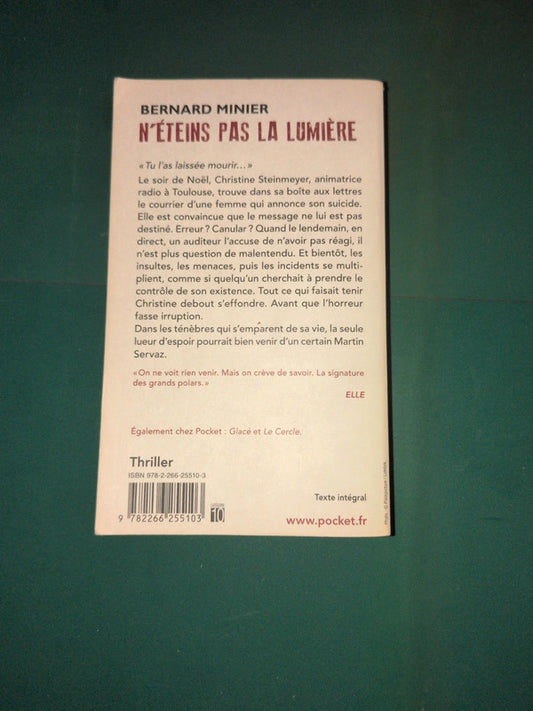 BERNARD MINIER
N'ÉTEINS PAS LA LUMIÈRE
« Tu l'as laissée mourir... »
Le soir de Noël, Christine Steinmeyer, animatrice
radio à Toulouse, trouve dans sa boîte aux lettres
le courrier d'une femme qui annonce son suicide.
Elle est convaincue que le message ne lui est pas
destiné. Erreur ? Canular ? Quand le lendemain, en
direct, un auditeur l'accuse de n'avoir pas réagi, il
n'est plus question de malentendu. Et bientôt, les
insultes, les menaces, puis les incidents se multi-
plient, comme si quelqu'un cherchait à prendre le
contrôle de son existence. Tout ce qui faisait tenir
Christine debout s'effondre. Avant que l'horreur
fasse irruption.
Dans les ténèbres qui s'emparent de sa vie, la seule
lueur d'espoir pourrait bien venir d'un certain Martin
Servaz.
« On ne voit rien venir. Mais on crève de savoir. La signature
des grands polars. »
ELLE
Également chez Pocket : Glacé et Le Cercle.
Thriller
ISBN 978-2-266-25510-3
9 782266 255103
10
Texte intégral
www.pocket.fr